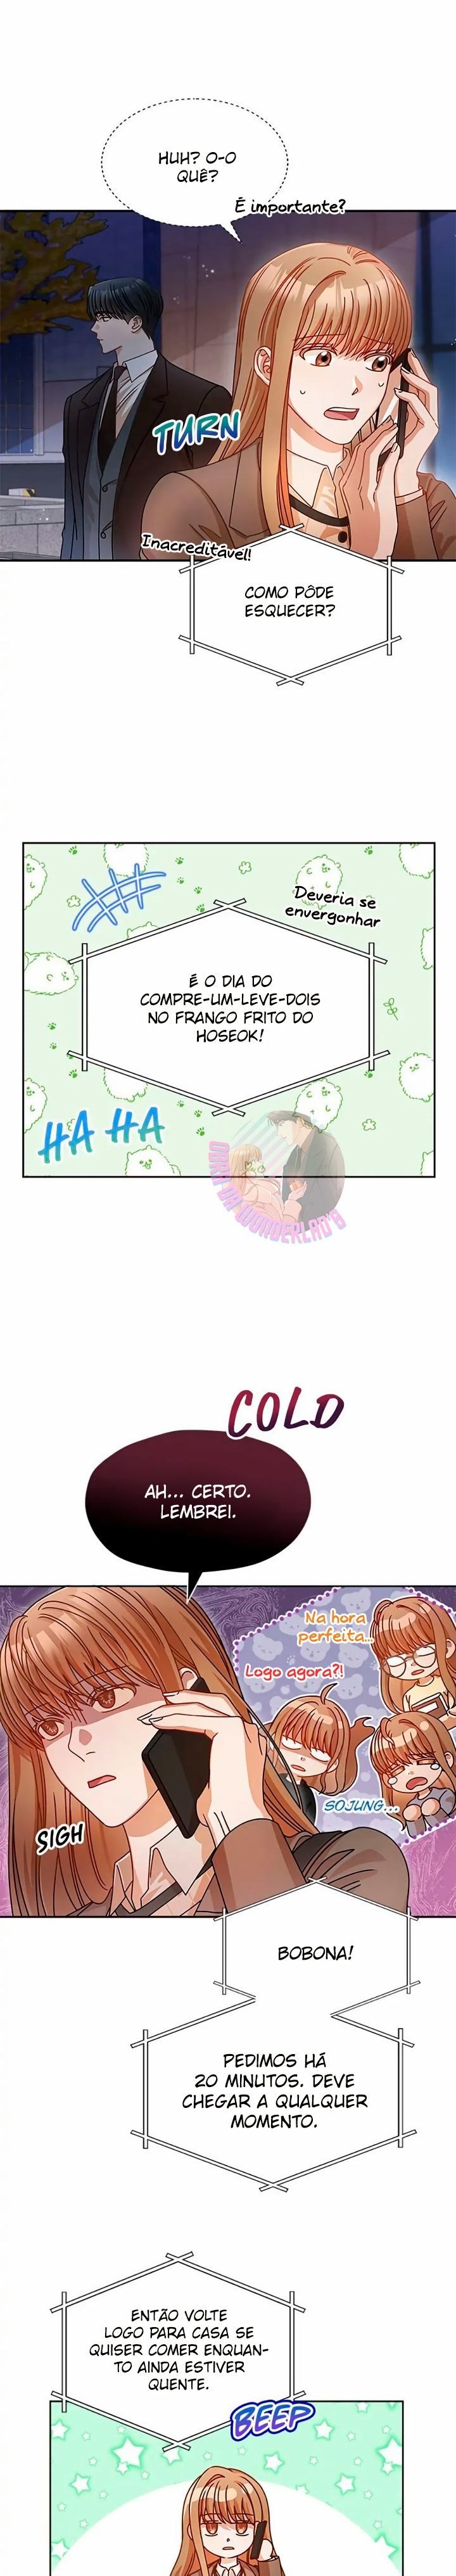 HUH? O-O
QUÊ?
É importante?
TURN
Inacreditável!
COMO PÔDE
ESQUECER?
Deveria se
envergonhar
É O DIA DO
COMPRE-UM-LEVE-DOIS
NO FRANGO FRITO DO
HOSEOK!
HA HA
DUKA DA WONDERLAD'S
COLD
AH... CERTO.
LEMBREI.
Na hora
perfeita...
Logo agora?!
SOJUNG...
SIGH
BOBONA!
PEDIMOS HÁ
20 MINUTOS. DEVE
CHEGAR A QUALQUER
MOMENTO.
ENTÃO VOLTE
LOGO PARA CASA SE
QUISER COMER ENQUAN-
TO AINDA ESTIVER
QUENTE.
BEEP